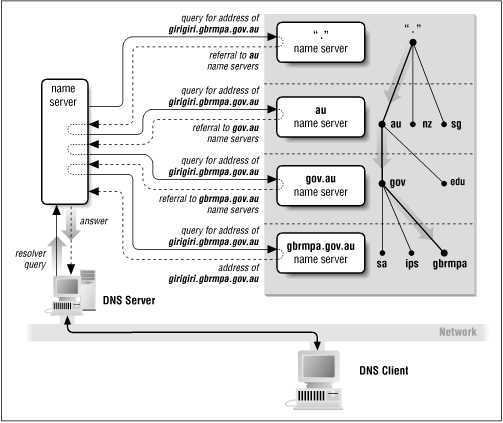 query for address of
girigiri.gbrmpa.gov.au
referral to au
name servers
query for address of
girigiri.gbrmpa.gov.au
referral to gov.au
name servers
query for address of
girigiri.gbrmpa.gov.au
referral to gbrmpa.gov.au
name servers
query for address of
girigiri.gbrmpa.gov.au
address of
girigiri.gbrmpa.gov.au
name
server
answer
resolver
query
DNS Server
"."
name server
au
name server
gov.au
name server
gbrmpa.gov.au
name server
"."
au nz sg
gov edu
sa ips gbrmpa
Network
DNS Client